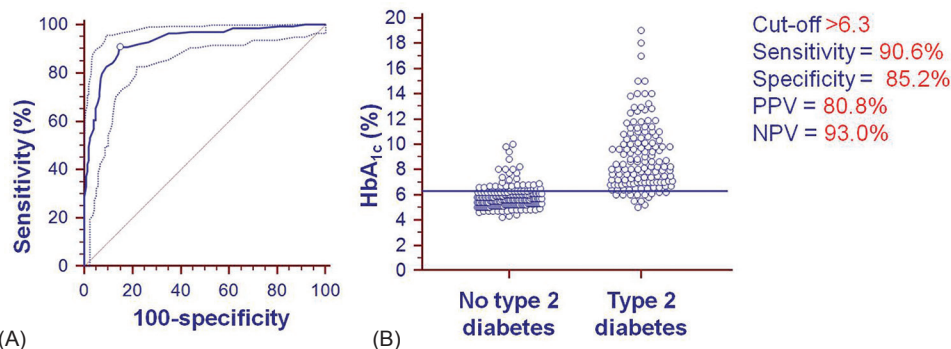 100
80
60
40
20
0
Sensitivity (%)
0 20 40 60 80 100
100-specificity
(A)
20
18
16
14
12
10
8
6
4
2
0
HbA1c (%)
No type 2 diabetes
Type 2 diabetes
(B)
Cut-off >6.3
Sensitivity = 90.6%
Specificity = 85.2%
PPV = 80.8%
NPV = 93.0%